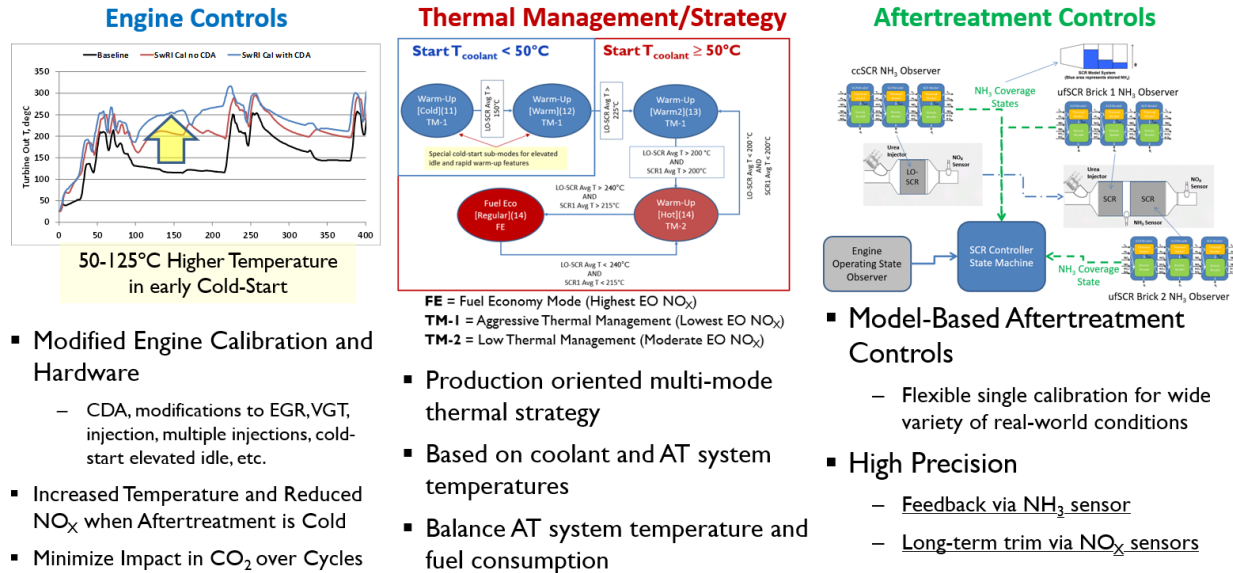 Engine Controls
Baseline
SwRI Cal no CDA
SwRI Cal with CDA
Turbine Out T, degC
350
300
250
200
150
100
50
0
0
50
100
150
200
250
300
350
400
50-125°C Higher Temperature
in early Cold-Start
▪ Modified Engine Calibration and
Hardware
– CDA, modifications to EGR, VGT,
injection, multiple injections, cold-
start elevated idle, etc.
▪ Increased Temperature and Reduced
NOX when Aftertreatment is Cold
▪ Minimize Impact in CO2 over Cycles
Thermal Management/Strategy
Start Tcoolant < 50°C
Start Tcoolant ≥ 50°C
Warm-Up
[Cold](11)
TM-1
LO-SCR Avg T >
150°C
Warm-Up
[Warm](12)
TM-1
LO-SCR Avg T >
225°C
Warm-Up
[Warm2](13)
TM-1
Special cold-start sub-modes for elevated
idle and rapid warm-up features
LO-SCR Avg T > 200 °C
AND
SCR1 Avg T > 200°C
LO-SCR Avg T < 200 °C
AND
SCR1 Avg T < 200°C
LO-SCR Avg T > 240°C
AND
SCR1 Avg T > 215°C
Fuel Eco
[Regular](14)
FE
Warm-Up
[Hot](14)
TM-2
LO-SCR Avg T < 240°C
AND
SCR1 Avg T < 215°C
FE = Fuel Economy Mode (Highest EO NOX)
TM-1 = Aggressive Thermal Management (Lowest EO NOX)
TM-2 = Low Thermal Management (Moderate EO NOX)
▪ Production oriented multi-mode
thermal strategy
▪ Based on coolant and AT system
temperatures
▪ Balance AT system temperature and
fuel consumption
Aftertreatment Controls
ccSCR NH3 Observer
SCR Model System
(Blue area represents stored NH3)
NH3 Coverage
States
ufSCR Brick 1 NH3 Observer
Urea
Injector
LO-
SCR
NOX
Sensor
Urea
Injector
SCR
SCR
NOX
Sensor
NH3 Sensor
Engine
Operating State
Observer
SCR Controller
State Machine
NH3 Coverage
State
ufSCR Brick 2 NH3 Observer
▪ Model-Based Aftertreatment
Controls
– Flexible single calibration for wide
variety of real-world conditions
▪ High Precision
– Feedback via NH3 sensor
– Long-term trim via NOX sensors